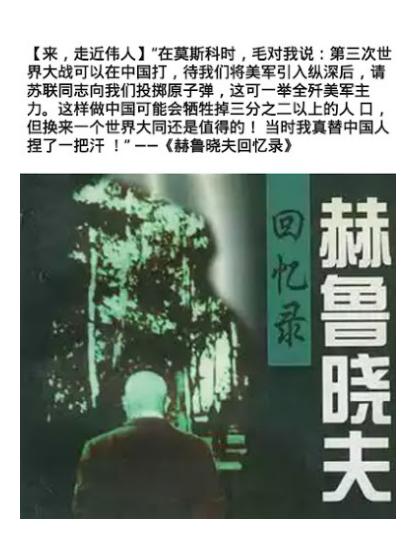 【来，走近伟人】"在莫斯科时，毛对我说：第三次世
界大战可以在中国打，待我们将美军引入纵深后，请
苏联同志向我们投掷原子弹，这可一举全歼美军主
力。这样做中国可能会牺牲掉三分之二以上的人口，
但换来一个世界大同还是值得的！ 当时我真替中国人
捏了一把汗 ！" ——《赫鲁晓夫回忆录》
赫鲁晓夫
回忆录